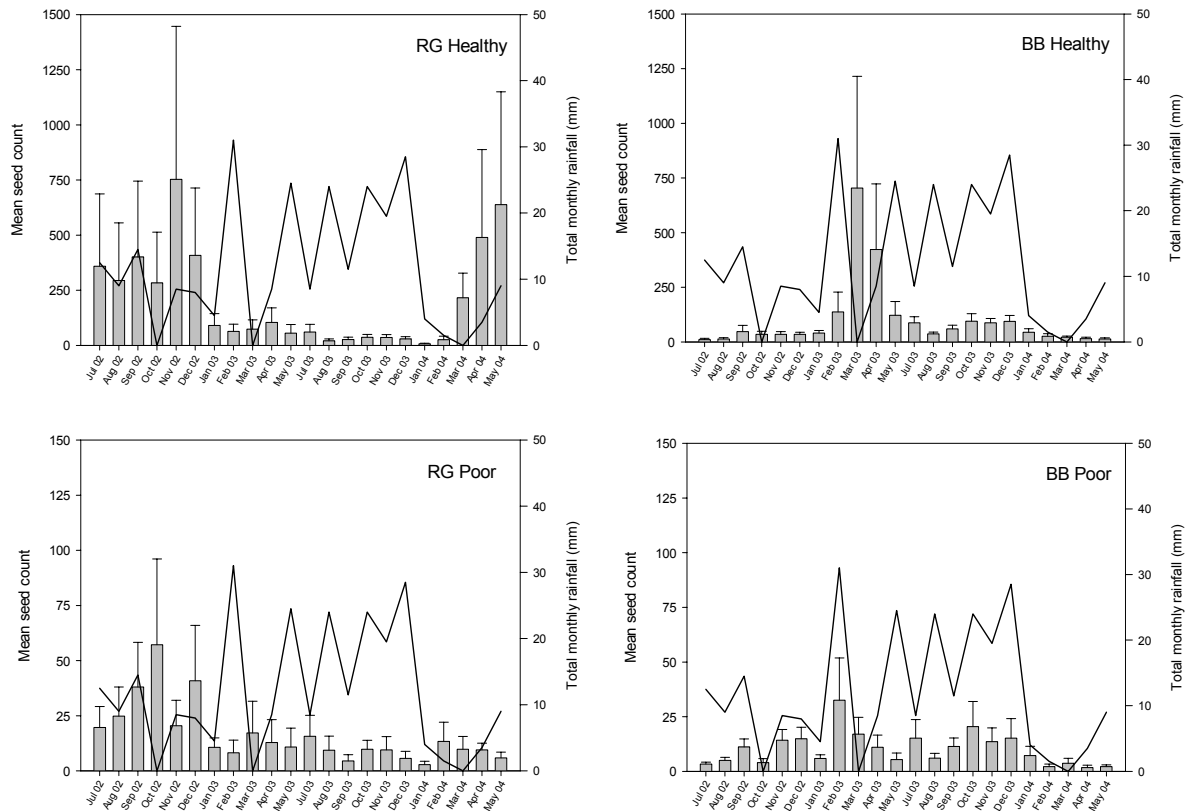 RG Healthy
Mean seed count
1500
1250
1000
750
500
250
0
Total monthly rainfall (mm)
50
40
30
20
10
0
Jul 02
Aug 02
Sep 02
Oct 02
Nov 02
Dec 02
Jan 03
Feb 03
Mar 03
Apr 03
May 03
Jul 03
Aug 03
Sep 03
Oct 03
Nov 03
Dec 03
Jan 04
Feb 04
Mar 04
Apr 04
May 04
BB Healthy
Mean seed count
1500
1250
1000
750
500
250
0
Total monthly rainfall (mm)
50
40
30
20
10
0
Jul 02
Aug 02
Sep 02
Oct 02
Nov 02
Dec 02
Jan 03
Feb 03
Mar 03
Apr 03
May 03
Jul 03
Aug 03
Sep 03
Oct 03
Nov 03
Dec 03
Jan 04
Feb 04
Mar 04
Apr 04
May 04
RG Poor
Mean seed count
150
125
100
75
50
25
0
Total monthly rainfall (mm)
50
40
30
20
10
0
Jul 02
Aug 02
Sep 02
Oct 02
Nov 02
Dec 02
Jan 03
Feb 03
Mar 03
Apr 03
May 03
Jul 03
Aug 03
Sep 03
Oct 03
Nov 03
Dec 03
Jan 04
Feb 04
Mar 04
Apr 04
May 04
BB Poor
Mean seed count
150
125
100
75
50
25
0
Total monthly rainfall (mm)
50
40
30
20
10
0
Jul 02
Aug 02
Sep 02
Oct 02
Nov 02
Dec 02
Jan 03
Feb 03
Mar 03
Apr 03
May 03
Jul 03
Aug 03
Sep 03
Oct 03
Nov 03
Dec 03
Jan 04
Feb 04
Mar 04
Apr 04
May 04